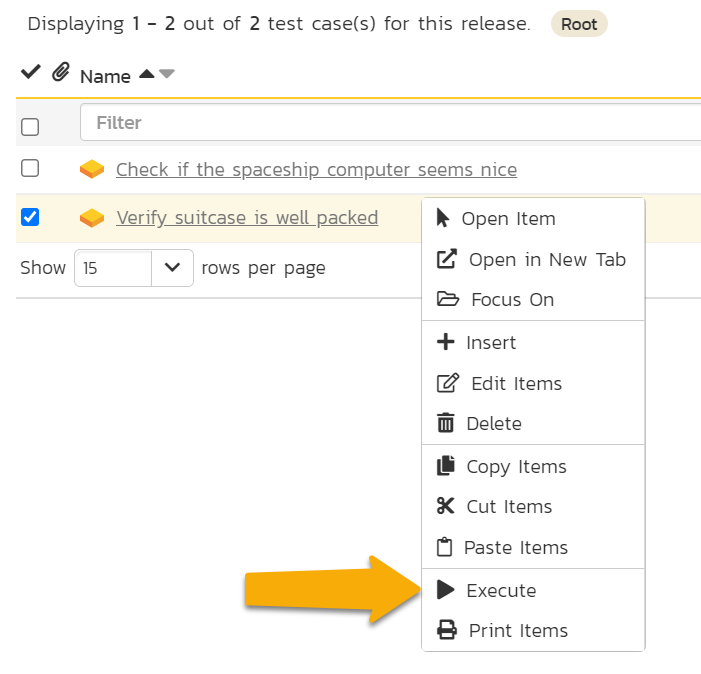 Displaying 1 - 2 out of 2 test case(s) for this release. Root
Name
Filter
Check if the spaceship computer seems nice
Verify suitcase is well packed
Show 15 rows per page
Open Item
Open in New Tab
Focus On
Insert
Edit Items
Delete
Copy Items
Cut Items
Paste Items
Execute
Print Items